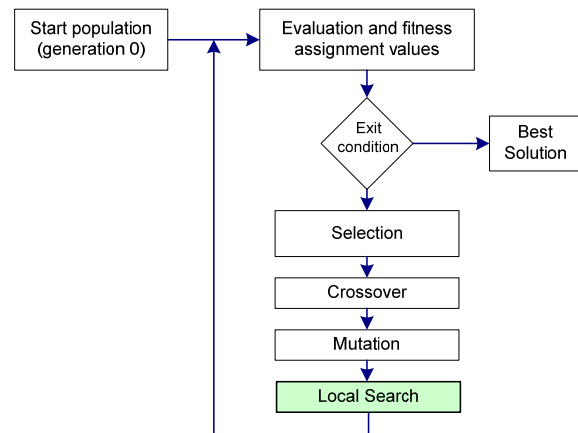 Start population
(generation 0)
Evaluation and fitness
assignment values
Exit
condition
Best
Solution
Selection
Crossover
Mutation
Local Search